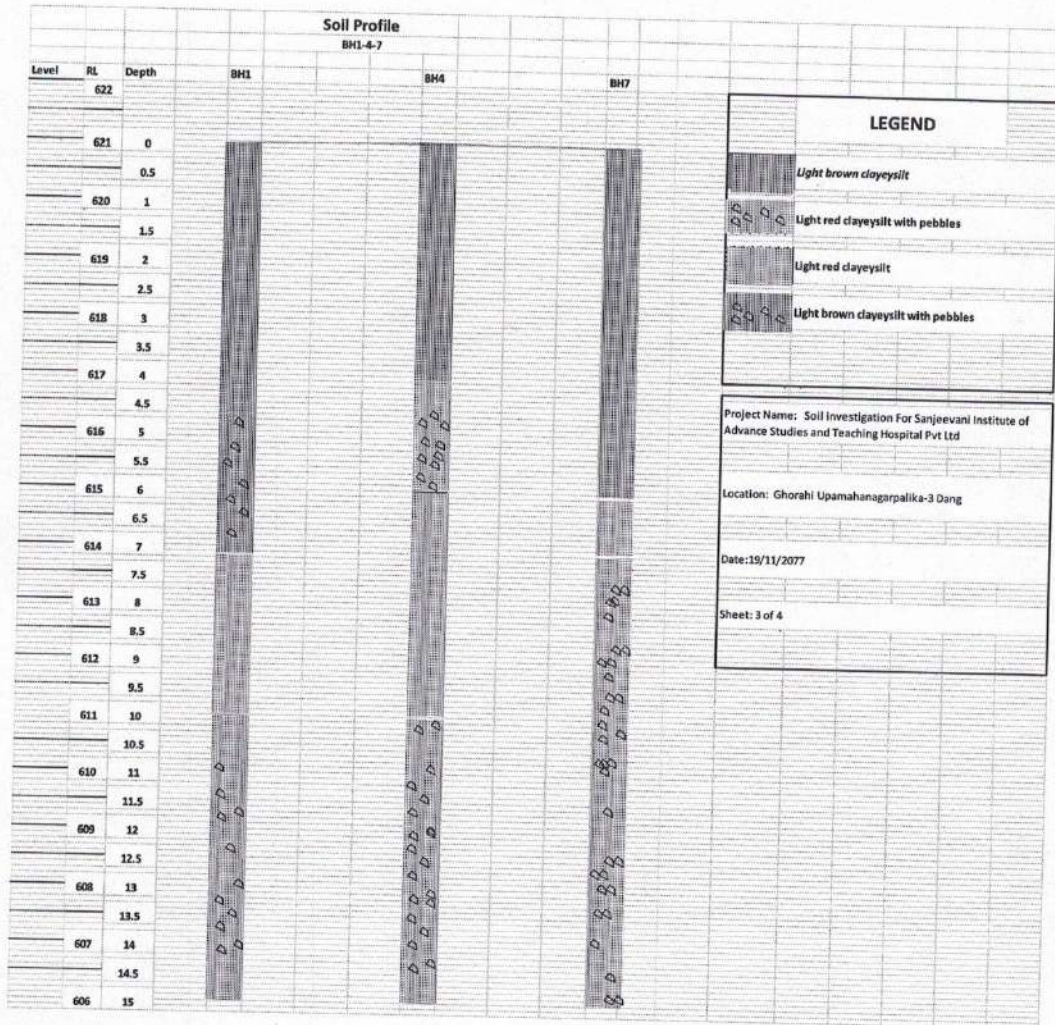 Soil Profile
BH1-4-7
Level RL Depth BH1 BH4 BH7
622
621 0
0.5
620 1
1.5
619 2
2.5
618 3
3.5
617 4
4.5
616 5
5.5
615 6
6.5
614 7
7.5
613 8
8.5
612 9
9.5
611 10
10.5
610 11
11.5
609 12
12.5
608 13
13.5
607 14
14.5
606 15
LEGEND
Light brown clayeysilt
Light red clayeysilt with pebbles
Light red clayeysilt
Light brown clayeysilt with pebbles
Project Name: Soil Investigation For Sanjeevani Institute of
Advance Studies and Teaching Hospital Pvt Ltd
Location: Ghorahi Upamahanagarpalika-3 Dang
Date:19/11/2077
Sheet: 3 of 4